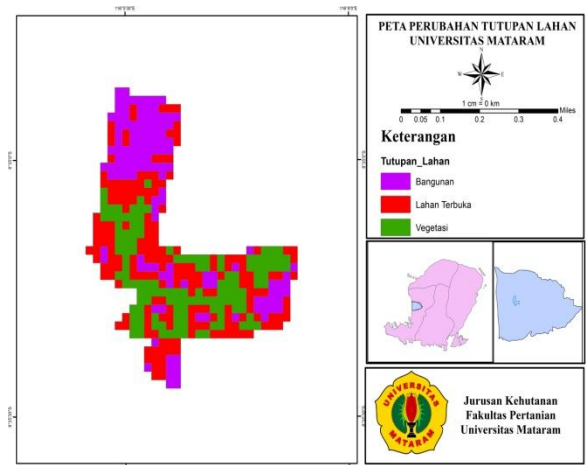 PETA PERUBAHAN TUTUPAN LAHAN
UNIVERSITAS MATARAM
N
W
E
S
1 cm = 0 km
Miles
0 0.05 0.1 0.2 0.3 0.4
Keterangan
Tutupan_Lahan
Bangunan
Lahan Terbuka
Vegetasi
UNIVERSITAS
MATARAM
Jurusan Kehutanan
Fakultas Pertanian
Universitas Mataram